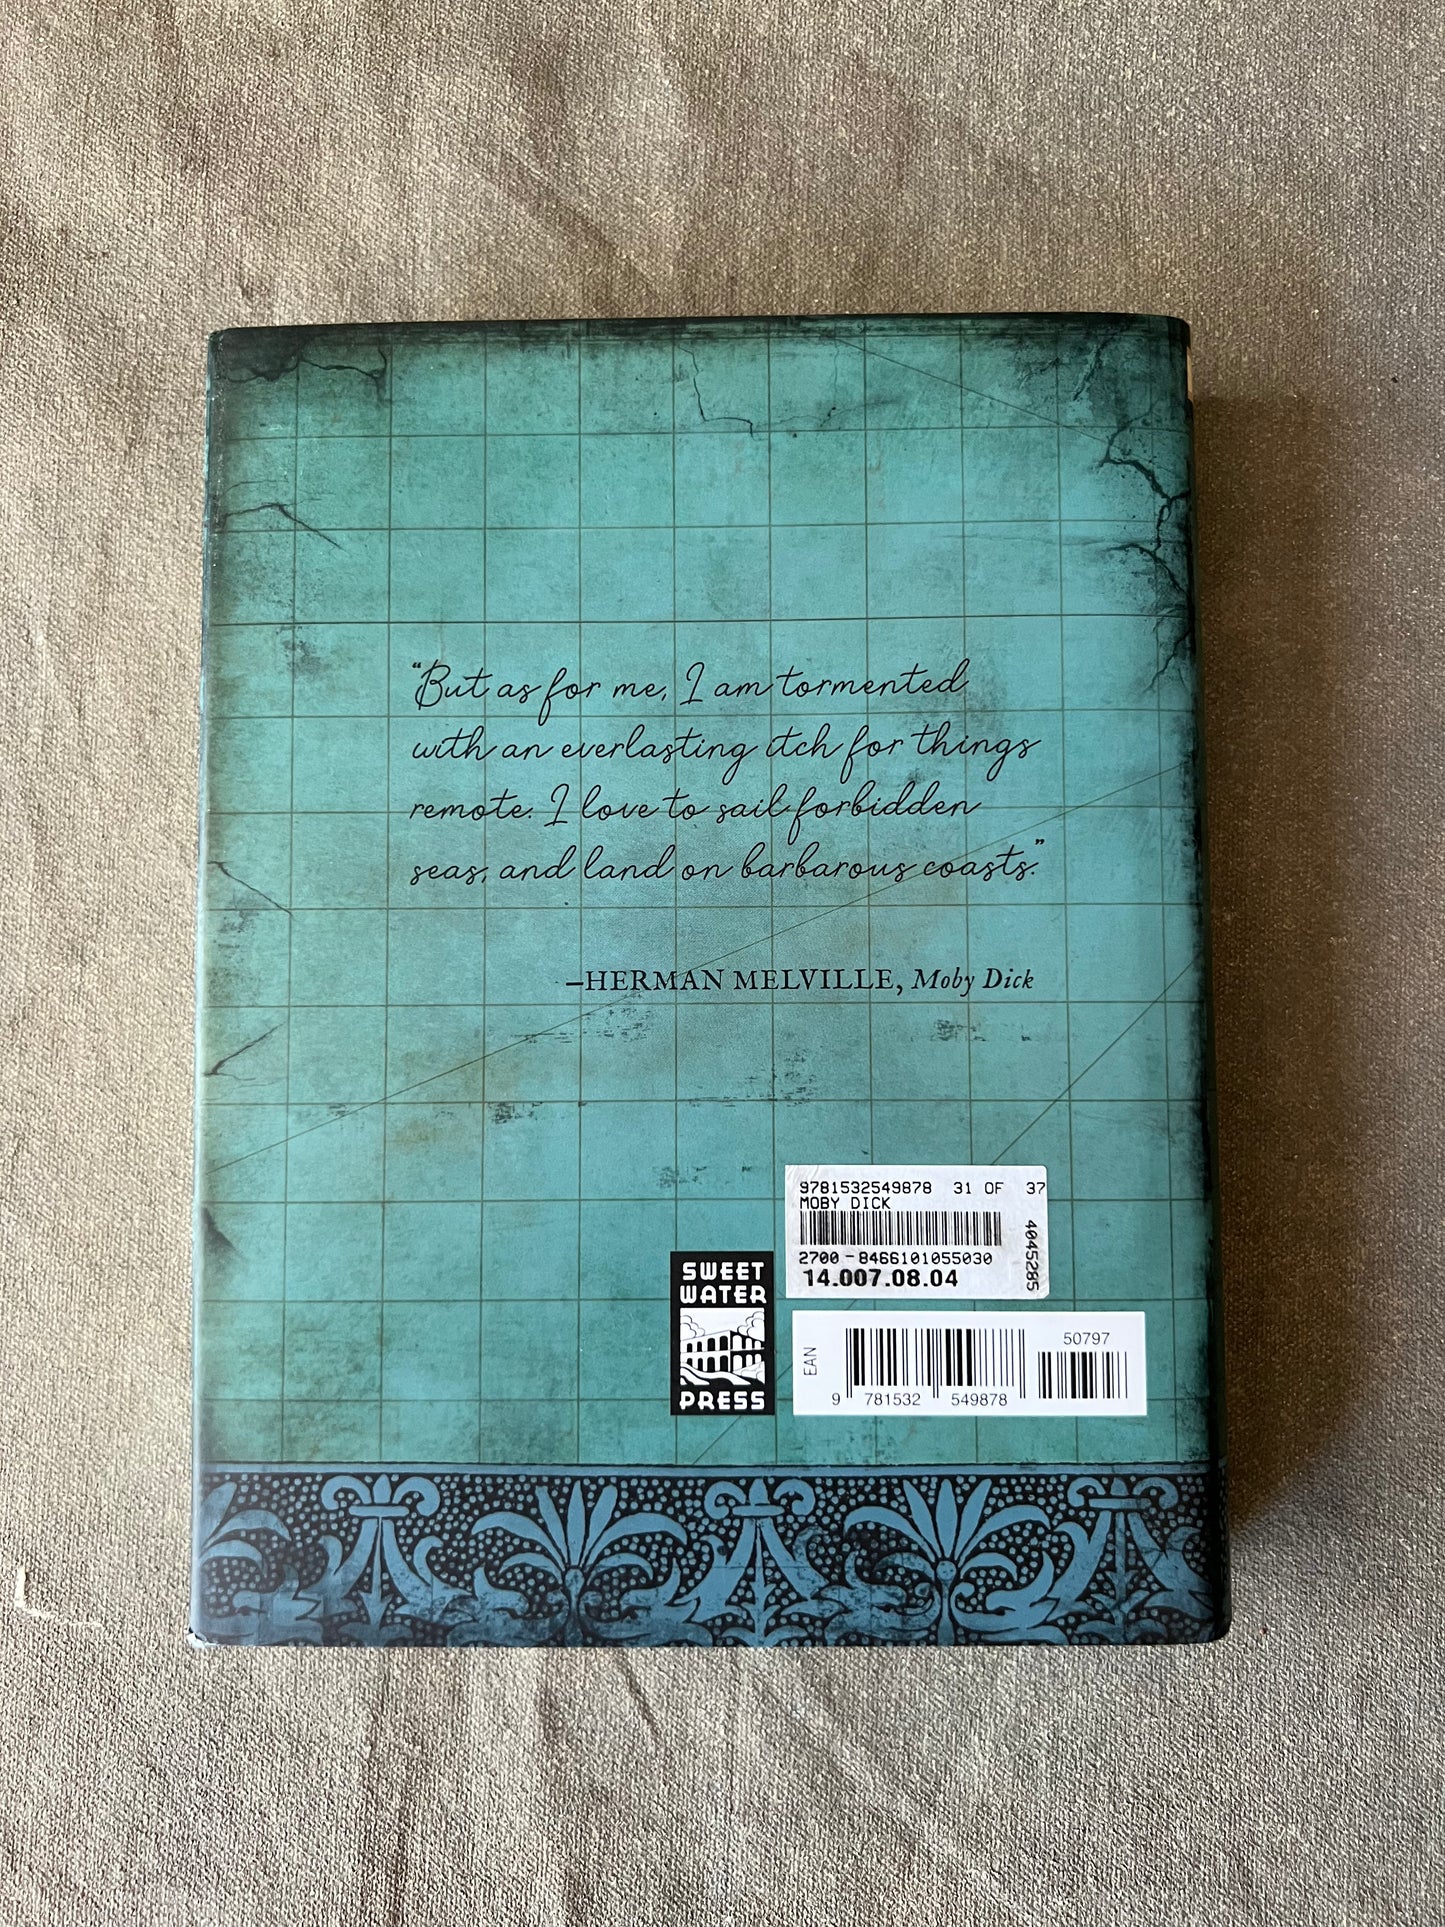 “But as for me, I am tormented
with an everlasting itch for things
remote. I love to sail forbidden
seas, and land on barbarous coasts.”
–HERMAN MELVILLE, Moby Dick
9781532549878 31 OF 37
MOBY DICK
2700-8466101055030
14.007.08.04
4045285
SWEET
WATER
PRESS
EAN
50797
9 781532 549878